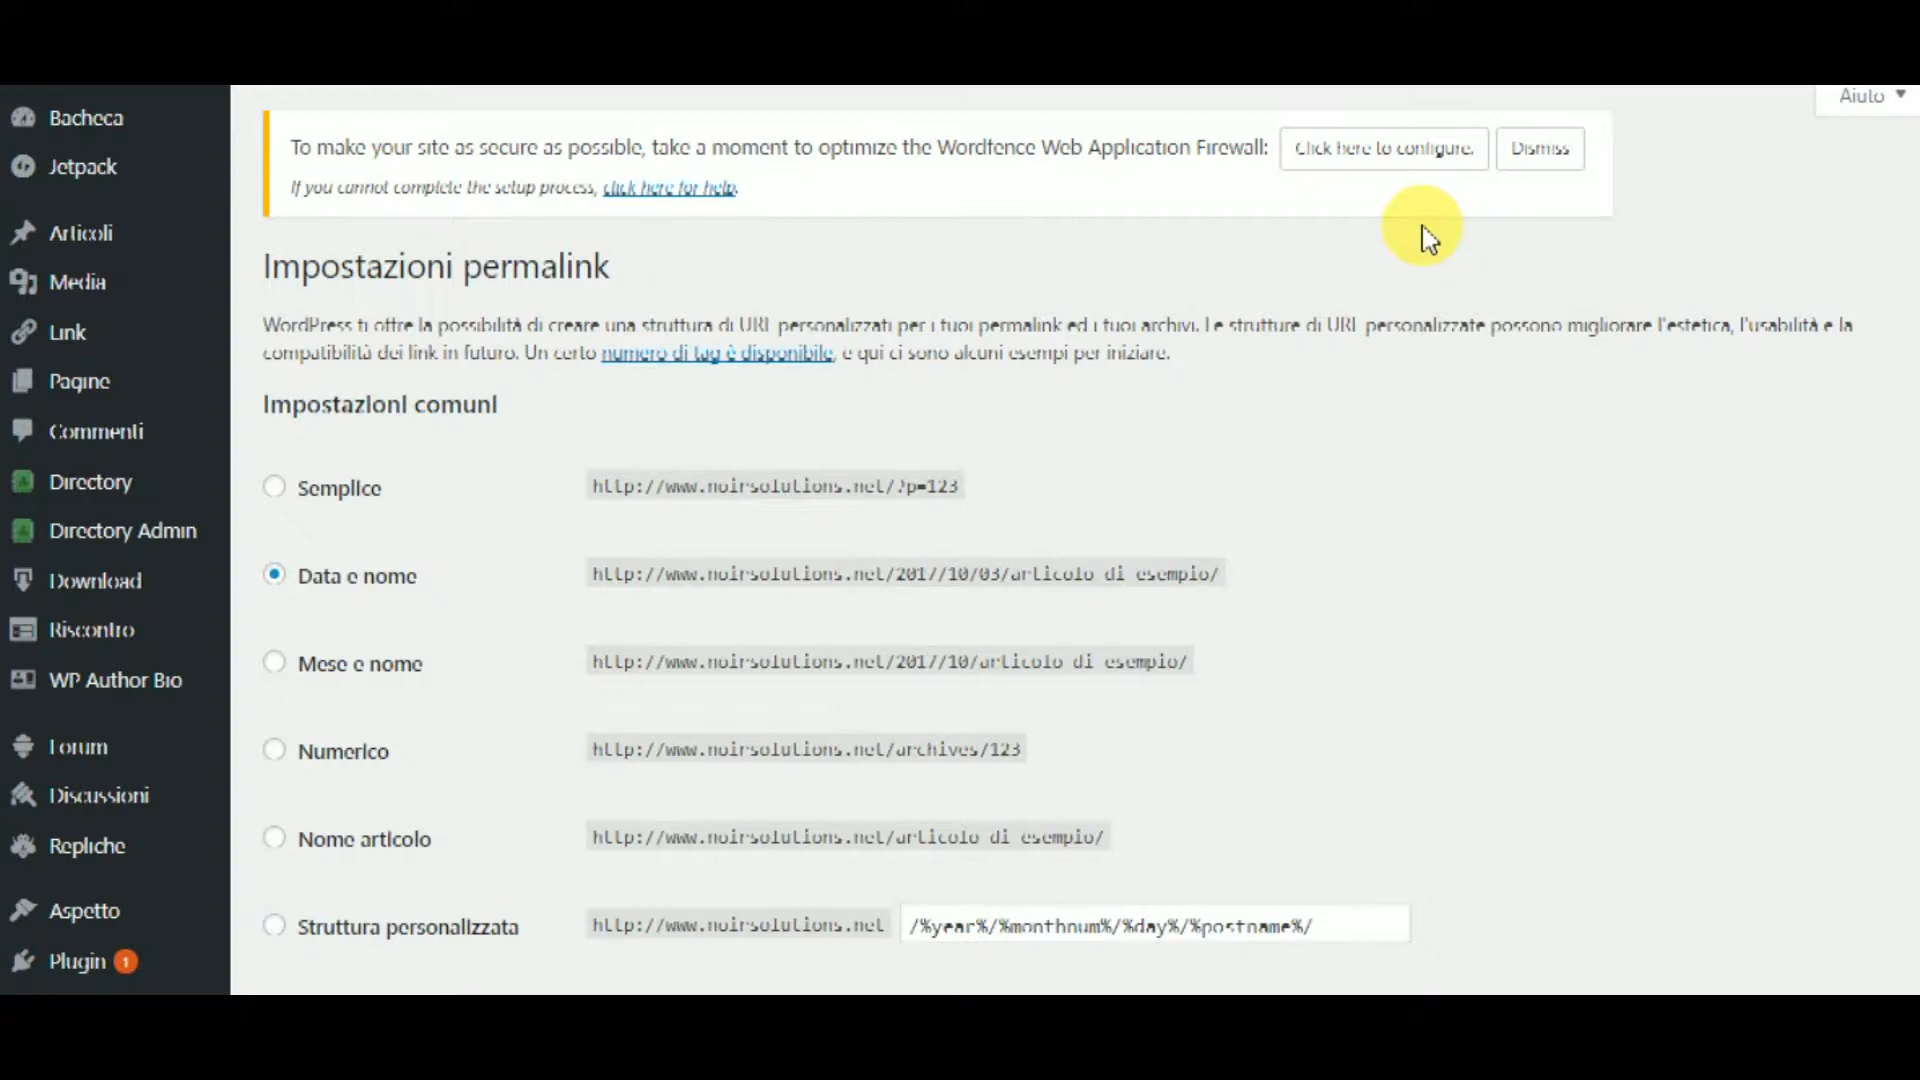 Aiuto
Bacheca
Jetpack
Articoli
Media
Link
Pagine
Commenti
Directory
Directory Admin
Download
Riscontro
WP Author Bio
Forum
Discussioni
Repliche
Aspetto
Plugin 1
To make your site as secure as possible, take a moment to optimize the Wordfence Web Application Firewall: Click here to configure. Dismiss
If you cannot complete the setup process, click here for help.
Impostazioni permalink
WordPress ti offre la possibilità di creare una struttura di URL personalizzati per i tuoi permalink ed i tuoi archivi. Le strutture di URL personalizzate possono migliorare l'estetica, l'usabilità e la
compatibilità dei link in futuro. Un certo numero di tag è disponibile, e qui ci sono alcuni esempi per iniziare.
Impostazioni comuni
Semplice http://www.noirsolutions.net/?p=123
Data e nome http://www.noirsolutions.net/2017/10/03/articolo di esempio/
Mese e nome http://www.noirsolutions.net/2017/10/articolo di esempio/
Numerico http://www.noirsolutions.net/archives/123
Nome articolo http://www.noirsolutions.net/articolo di esempio/
Struttura personalizzata http://www.noirsolutions.net /%year%/%monthnum%/%day%/%postname%/